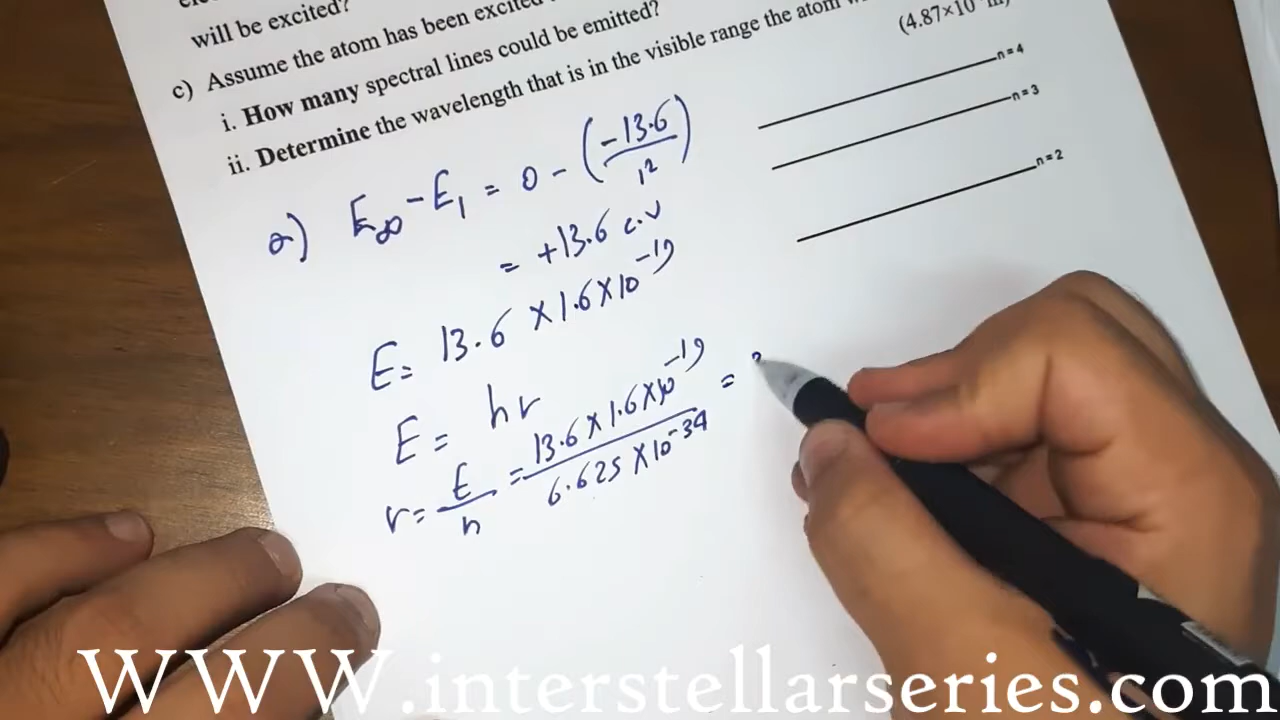 will be excited?
c) Assume the atom has been excited
i. How many spectral lines could be emitted?
ii. Determine the wavelength that is in the visible range the atom
(4.87×10
n = 4
n = 3
n = 2
a) E∞ - E1 = 0 - (-13.6/1²)
= +13.6 e.v
E = 13.6 × 1.6 × 10^-19
E = hr
r = E/h = 13.6 × 1.6 × 10^-19 / 6.625 × 10^-34 =
WWW.interstellarseries.com